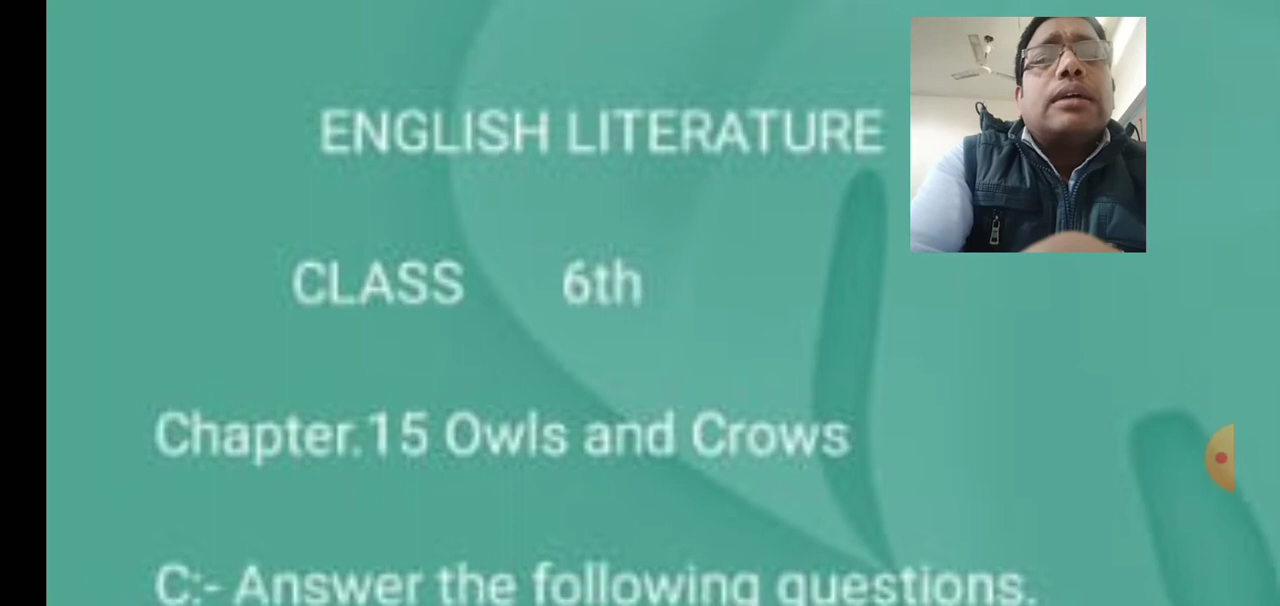 ENGLISH LITERATURE
CLASS 6th
Chapter.15 Owls and Crows
C:- Answer the following questions.